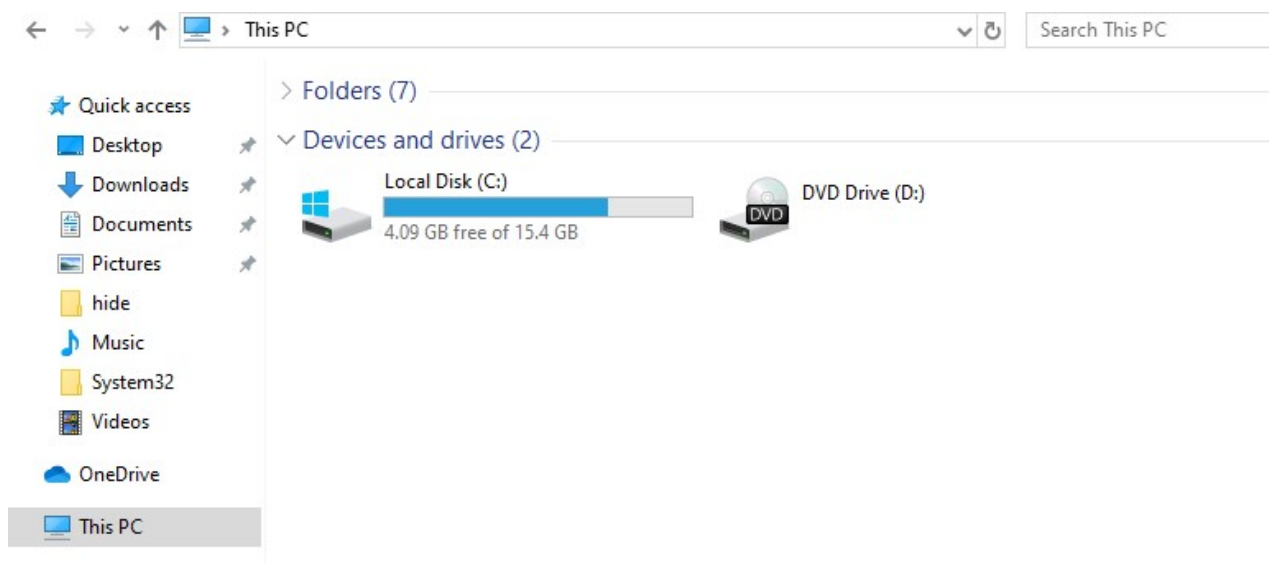 This PC
Search This PC
Quick access
Desktop
Downloads
Documents
Pictures
hide
Music
System32
Videos
OneDrive
This PC
Folders (7)
Devices and drives (2)
Local Disk (C:)
4.09 GB free of 15.4 GB
DVD
DVD Drive (D:)